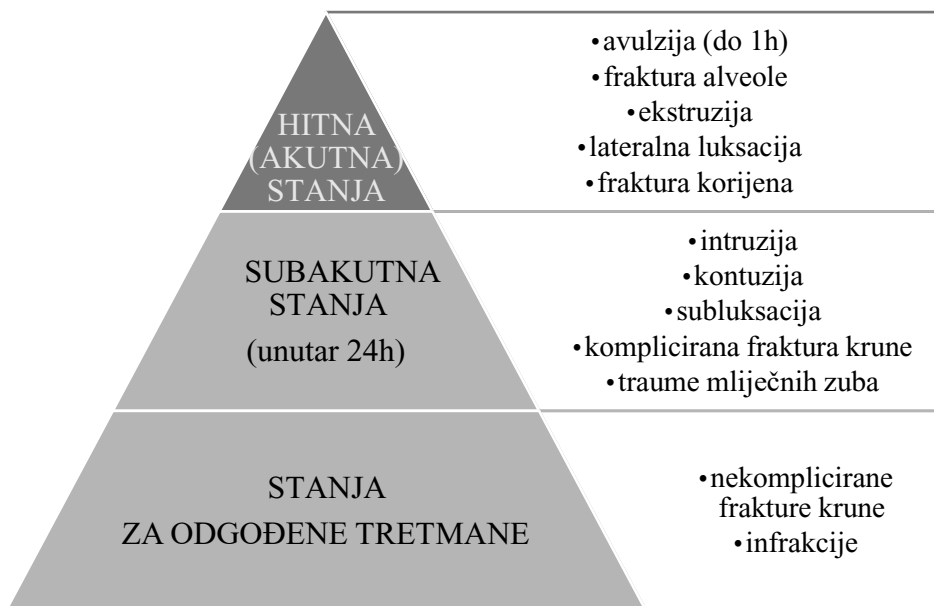 HITNA
(AKUTNA)
STANJA
•avulzija (do 1h)
•fraktura alveole
•ekstruzija
•lateralna luksacija
•fraktura korijena
SUBAKUTNA
STANJA
(unutar 24h)
•intruzija
•kontuzija
•subluksacija
•komplicirana fraktura krune
•traume mliječnih zuba
STANJA
ZA ODGOĐENE TRETMANE
•nekomplicirane
frakture krune
•infrakcije